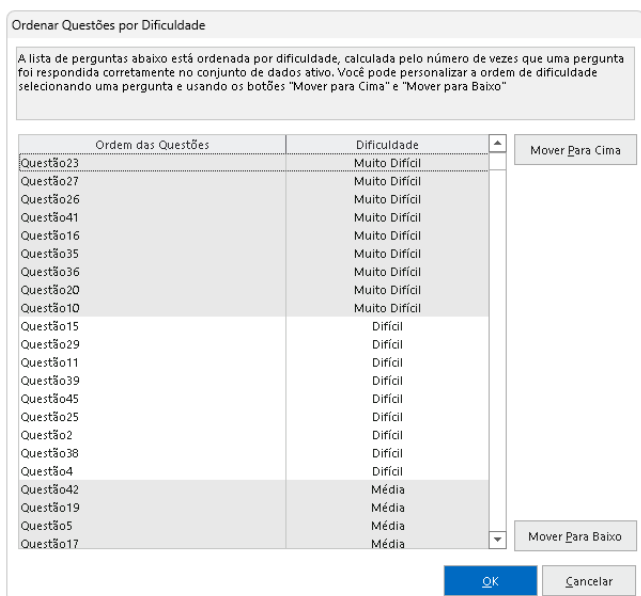 Ordenar Questões por Dificuldade
A lista de perguntas abaixo está ordenada por dificuldade, calculada pelo número de vezes que uma pergunta
foi respondida corretamente no conjunto de dados ativo. Você pode personalizar a ordem de dificuldade
selecionando uma pergunta e usando os botões "Mover para Cima" e "Mover para Baixo"
Ordem das Questões Dificuldade
Mover Para Cima
Questão23 Muito Difícil
Questão27 Muito Difícil
Questão26 Muito Difícil
Questão41 Muito Difícil
Questão16 Muito Difícil
Questão35 Muito Difícil
Questão36 Muito Difícil
Questão20 Muito Difícil
Questão10 Muito Difícil
Questão15 Difícil
Questão29 Difícil
Questão11 Difícil
Questão39 Difícil
Questão45 Difícil
Questão25 Difícil
Questão2 Difícil
Questão38 Difícil
Questão4 Difícil
Questão42 Média
Questão19 Média
Questão5 Média
Questão17 Média
Mover Para Baixo
OK Cancelar